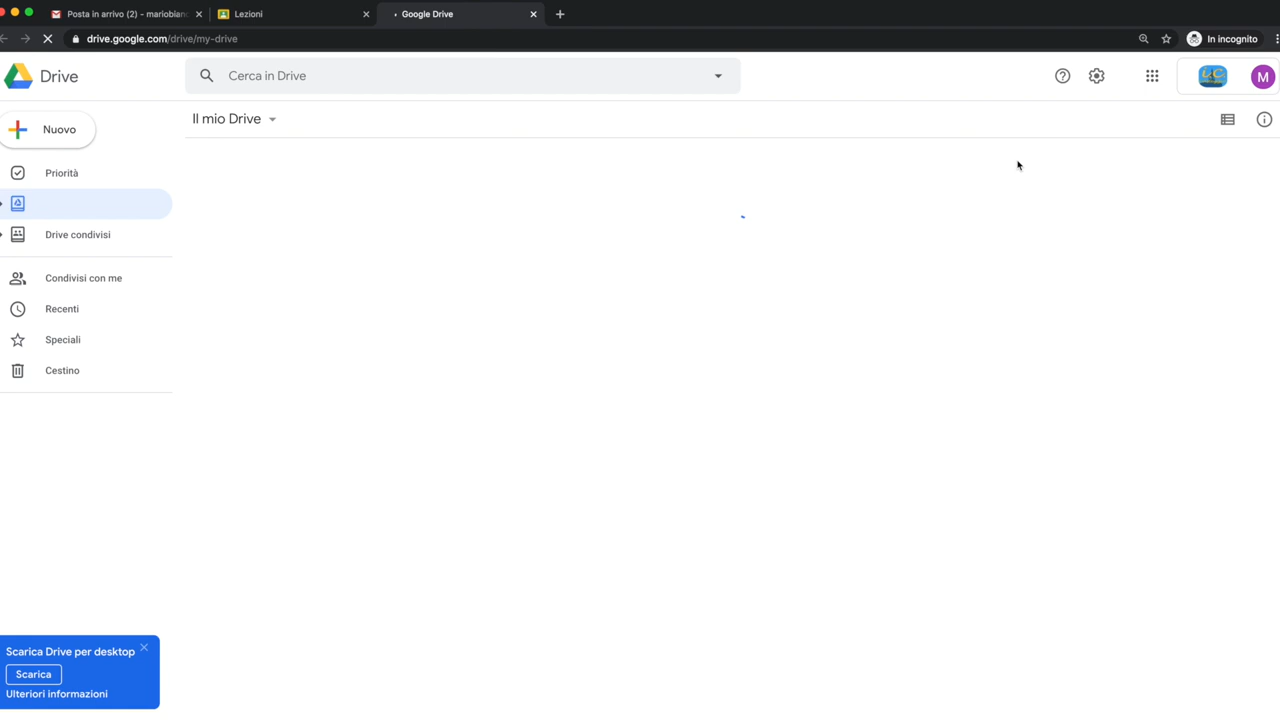 Posta in arrivo (2) - mariobian
Lezioni
Google Drive
drive.google.com/drive/my-drive
In incognito
Drive
Cerca in Drive
i.C.
M
Nuovo
Il mio Drive
Priorità
Drive condivisi
Condivisi con me
Recenti
Speciali
Cestino
Scarica Drive per desktop
Scarica
Ulteriori informazioni